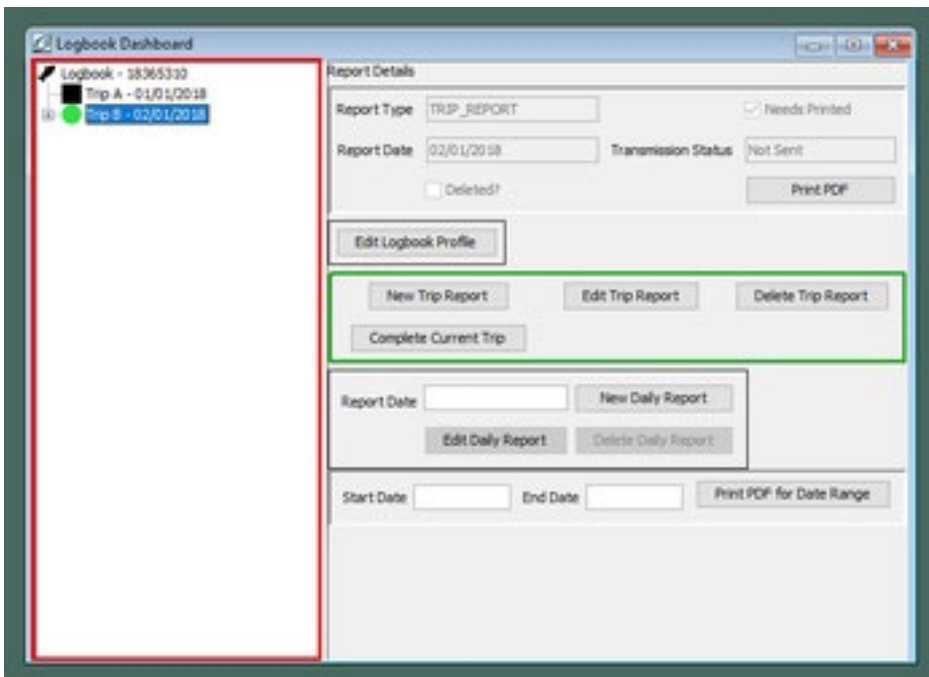 Logbook Dashboard
Logbook - 18365310
Trip A - 01/01/2018
Trip B - 02/01/2018
Report Details
Report Type TRIP_REPORT Needs Printed
Report Date 02/01/2018 Transmission Status Not Sent
Deleted? Print PDF
Edit Logbook Profile
New Trip Report Edit Trip Report Delete Trip Report
Complete Current Trip
Report Date New Daily Report
Edit Daily Report Delete Daily Report
Start Date End Date Print PDF for Date Range